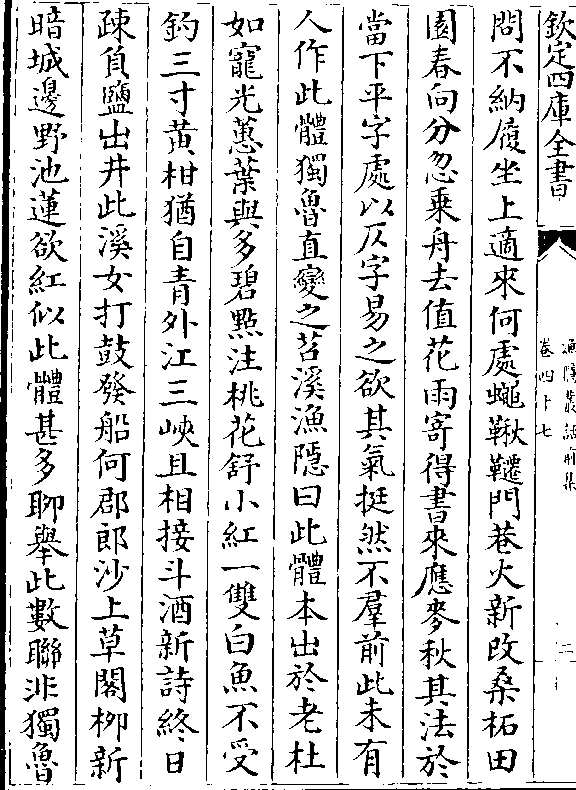 欽定四庫全書
漁隱叢話前集
卷四十七
二
問不納履坐上適來何處蠅鞦韆門巷火新改桑柘田
園春向分忽乘舟去值花雨寄得書來應麥秋其法於
當下平字處以仄字易之欲其氣挺然不羣前此未有
人作此體獨魯直變之苕溪漁隱曰此體本出於老杜
如寵光蕙葉與多碧點注桃花舒小紅一雙白魚不受
釣三寸黃柑猶自青外江三峽且相接斗酒新詩終日
疎負鹽出井此溪女打鼓發船何郡郎沙上草閣柳新
暗城邊野池蓮欲紅似此體甚多聊舉此數聯非獨魯